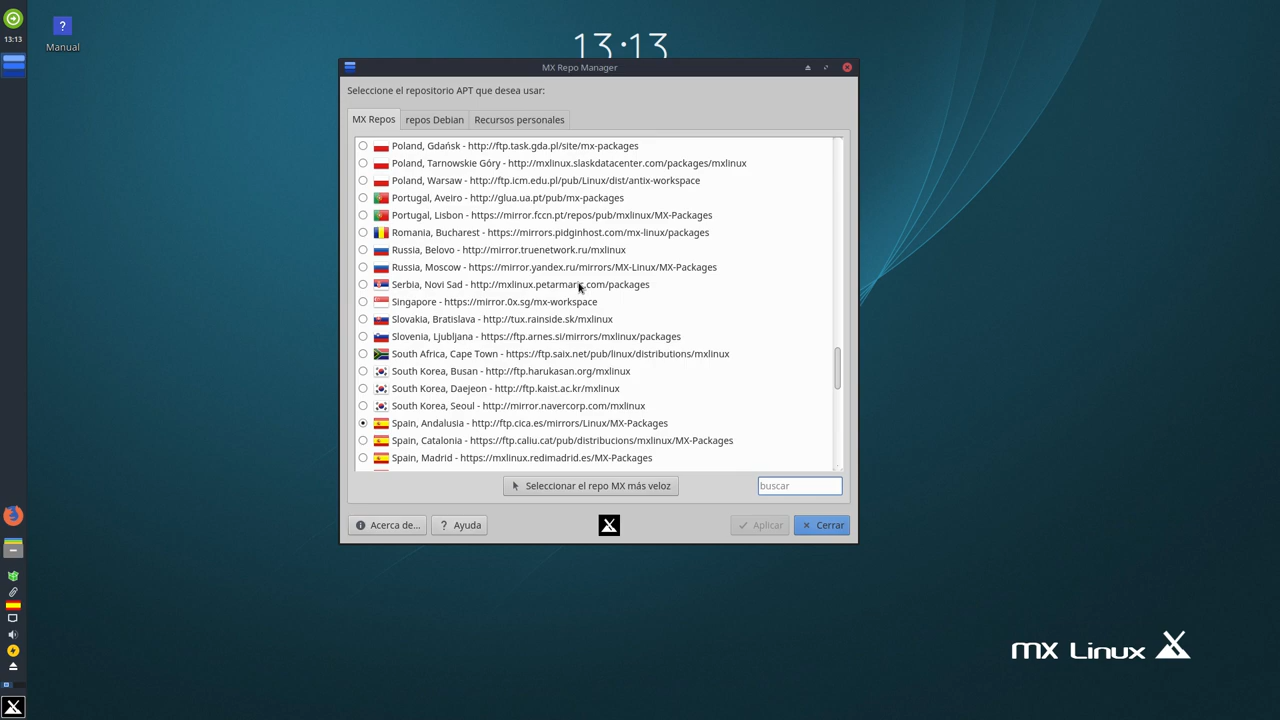 13:13
Manual
13:13
MX Repo Manager
Seleccione el repositorio APT que desea usar:
MX Repos
repos Debian
Recursos personales
Poland, Gdańsk - http://ftp.task.gda.pl/site/mx-packages
Poland, Tarnowskie Góry - http://mxlinux.slaskdatacenter.com/packages/mxlinux
Poland, Warsaw - http://ftp.icm.edu.pl/pub/Linux/dist/antix-workspace
Portugal, Aveiro - http://glua.ua.pt/pub/mx-packages
Portugal, Lisbon - https://mirror.fccn.pt/repos/pub/mxlinux/MX-Packages
Romania, Bucharest - https://mirrors.pidginhost.com/mx-linux/packages
Russia, Belovo - http://mirror.truenetwork.ru/mxlinux
Russia, Moscow - https://mirror.yandex.ru/mirrors/MX-Linux/MX-Packages
Serbia, Novi Sad - http://mxlinux.petarmaric.com/packages
Singapore - https://mirror.0x.sg/mx-workspace
Slovakia, Bratislava - http://tux.rainside.sk/mxlinux
Slovenia, Ljubljana - https://ftp.arnes.si/mirrors/mxlinux/packages
South Africa, Cape Town - https://ftp.saix.net/pub/linux/distributions/mxlinux
South Korea, Busan - http://ftp.harukasan.org/mxlinux
South Korea, Daejeon - http://ftp.kaist.ac.kr/mxlinux
South Korea, Seoul - http://mirror.navercorp.com/mxlinux
Spain, Andalusia - http://ftp.cica.es/mirrors/Linux/MX-Packages
Spain, Catalonia - https://ftp.caliu.cat/pub/distribucions/mxlinux/MX-Packages
Spain, Madrid - https://mxlinux.redimadrid.es/MX-Packages
Seleccionar el repo MX más veloz
buscar
Acerca de...
Ayuda
Aplicar
Cerrar
mx Linux